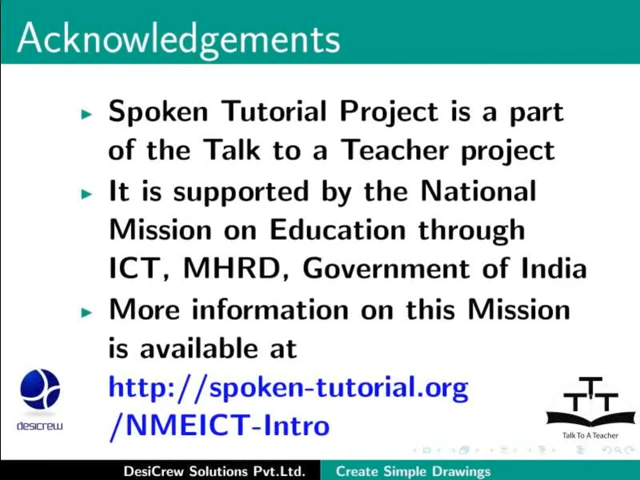 Acknowledgements
Spoken Tutorial Project is a part
of the Talk to a Teacher project
It is supported by the National
Mission on Education through
ICT, MHRD, Government of India
More information on this Mission
is available at
http://spoken-tutorial.org
/NMEICT-Intro
desicrew
TTT
Talk To A Teacher
DesiCrew Solutions Pvt.Ltd. Create Simple Drawings